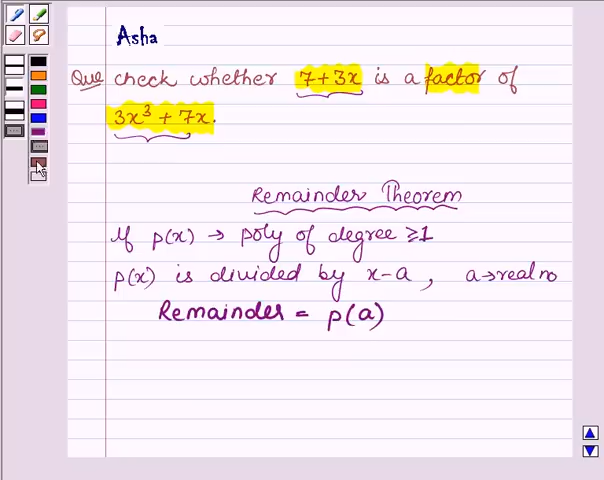 Asha
Que check whether 7+3x is a factor of
3x³ + 7x.
Remainder Theorem
If p(x) → poly of degree ≥1
p(x) is divided by x-a, a→real no
Remainder = p(a)